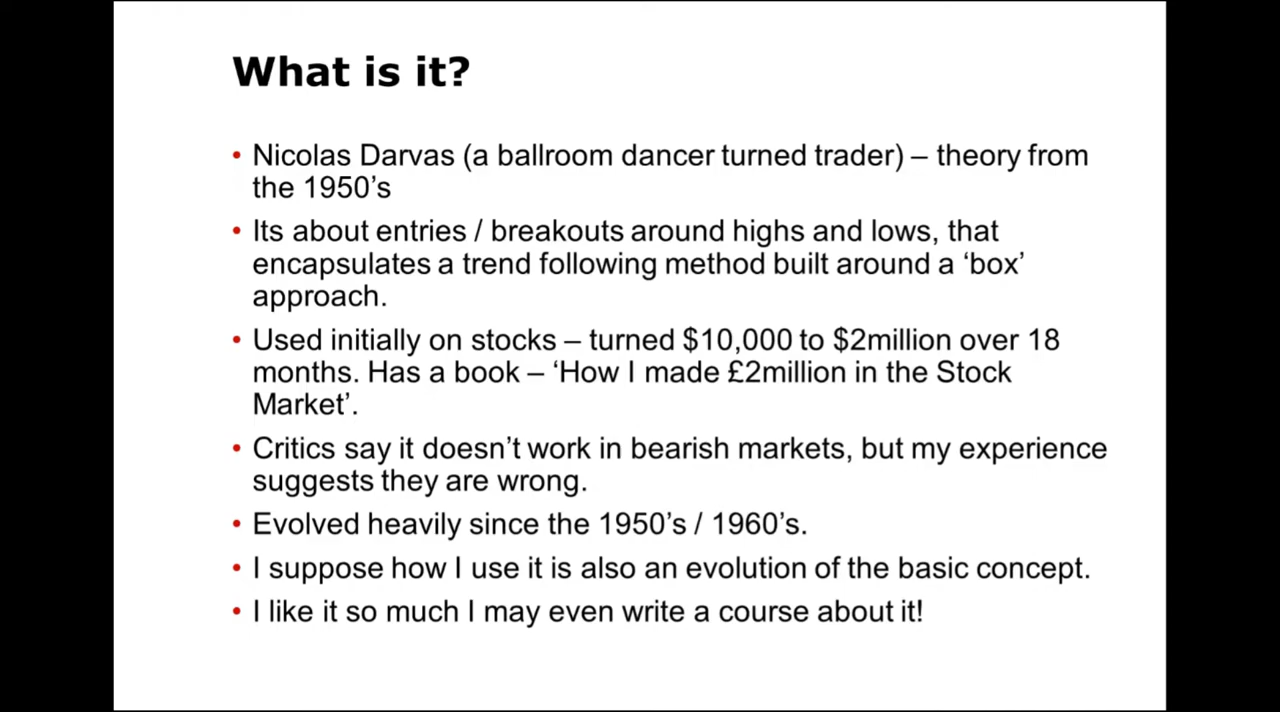 What is it?
• Nicolas Darvas (a ballroom dancer turned trader) – theory from
the 1950’s
• Its about entries / breakouts around highs and lows, that
encapsulates a trend following method built around a ‘box’
approach.
• Used initially on stocks – turned $10,000 to $2million over 18
months. Has a book – ‘How I made £2million in the Stock
Market’.
• Critics say it doesn’t work in bearish markets, but my experience
suggests they are wrong.
• Evolved heavily since the 1950’s / 1960’s.
• I suppose how I use it is also an evolution of the basic concept.
• I like it so much I may even write a course about it!